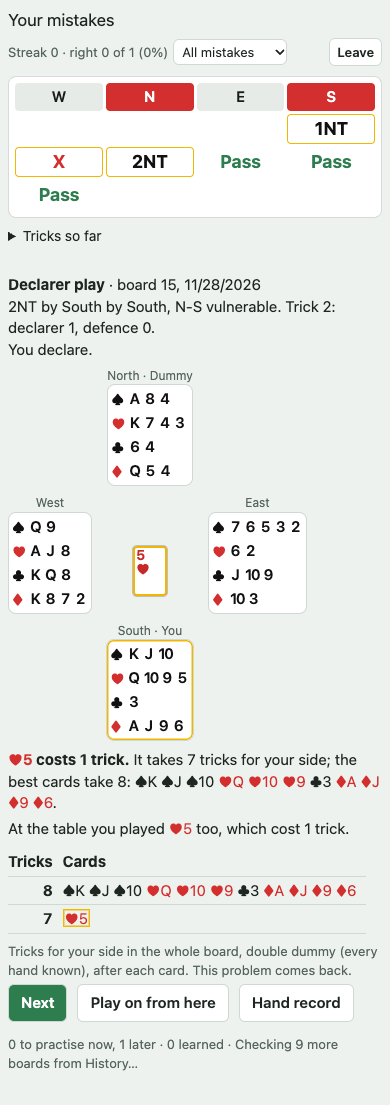 Your mistakes
Streak 0 · right 0 of 1 (0%) All mistakes Leave
W N E S
1NT
X 2NT Pass Pass
Pass
▶ Tricks so far
Declarer play · board 15, 11/28/2026
2NT by South by South, N-S vulnerable. Trick 2:
declarer 1, defence 0.
You declare.
North · Dummy
♠ A 8 4
♥ K 7 4 3
♣ 6 4
♦ Q 5 4
West
♠ Q 9
♥ A J 8
♣ K Q 8
♦ K 8 7 2
5
♥
East
♠ 7 6 5 3 2
♥ 6 2
♣ J 10 9
♦ 10 3
South · You
♠ K J 10
♥ Q 10 9 5
♣ 3
♦ A J 9 6
♥5 costs 1 trick. It takes 7 tricks for your side; the
best cards take 8: ♠K ♠J ♠10 ♥Q ♥10 ♥9 ♣3 ♦A ♦J
♦9 ♦6.
At the table you played ♥5 too, which cost 1 trick.
Tricks Cards
8 ♠K ♠J ♠10 ♥Q ♥10 ♥9 ♣3 ♦A ♦J ♦9 ♦6
7 ♥5
Tricks for your side in the whole board, double dummy (every
hand known), after each card. This problem comes back.
Next Play on from here Hand record
0 to practise now, 1 later · 0 learned · Checking 9 more
boards from History…